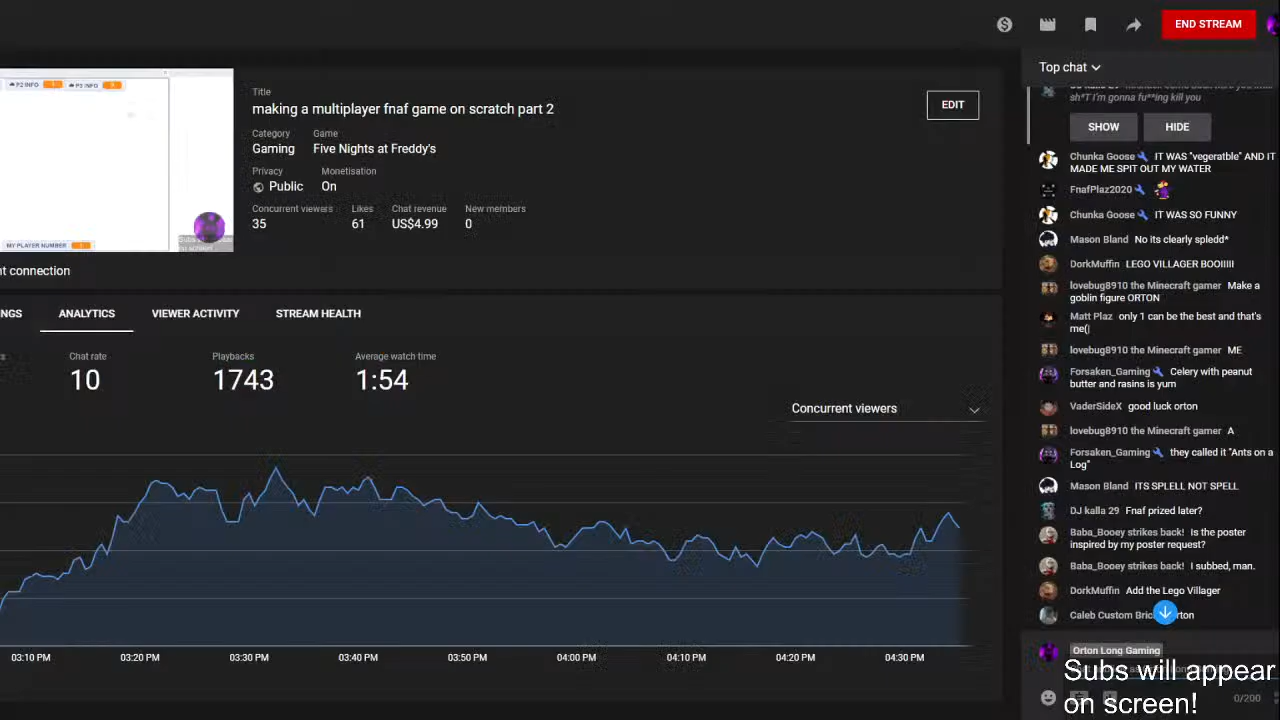 END STREAM
P2 INFO
P3 INFO
MY PLAYER NUMBER
Title
making a multiplayer fnaf game on scratch part 2
EDIT
Category Game
Gaming Five Nights at Freddy's
Privacy Monetisation
Public On
Concurrent viewers Likes Chat revenue New members
35 61 US$4.99 0
nt connection
NGS ANALYTICS VIEWER ACTIVITY STREAM HEALTH
Chat rate Playbacks Average watch time
10 1743 1:54
Concurrent viewers
03:10 PM 03:20 PM 03:30 PM 03:40 PM 03:50 PM 04:00 PM 04:10 PM 04:20 PM 04:30 PM
Top chat
sh*T I'm gonna fu**ing kill you
SHOW HIDE
Chunka Goose IT WAS "vegeratble" AND IT
MADE ME SPIT OUT MY WATER
FnafPlaz2020
Chunka Goose IT WAS SO FUNNY
Mason Bland No its clearly spledd*
DorkMuffin LEGO VILLAGER BOOIIIII
lovebug8910 the Minecraft gamer Make a
goblin figure ORTON
Matt Plaz only 1 can be the best and that's
me(|
lovebug8910 the Minecraft gamer ME
Forsaken_Gaming Celery with peanut
butter and rasins is yum
VaderSideX good luck orton
lovebug8910 the Minecraft gamer A
Forsaken_Gaming they called it "Ants on a
Log"
Mason Bland ITS SPLELL NOT SPELL
DJ kalla 29 Fnaf prized later?
Baba_Booey strikes back! Is the poster
inspired by my poster request?
Baba_Booey strikes back! I subbed, man.
DorkMuffin Add the Lego Villager
Caleb Custom Bric rton
Orton Long Gaming
Subs will appear
on screen!
0/200